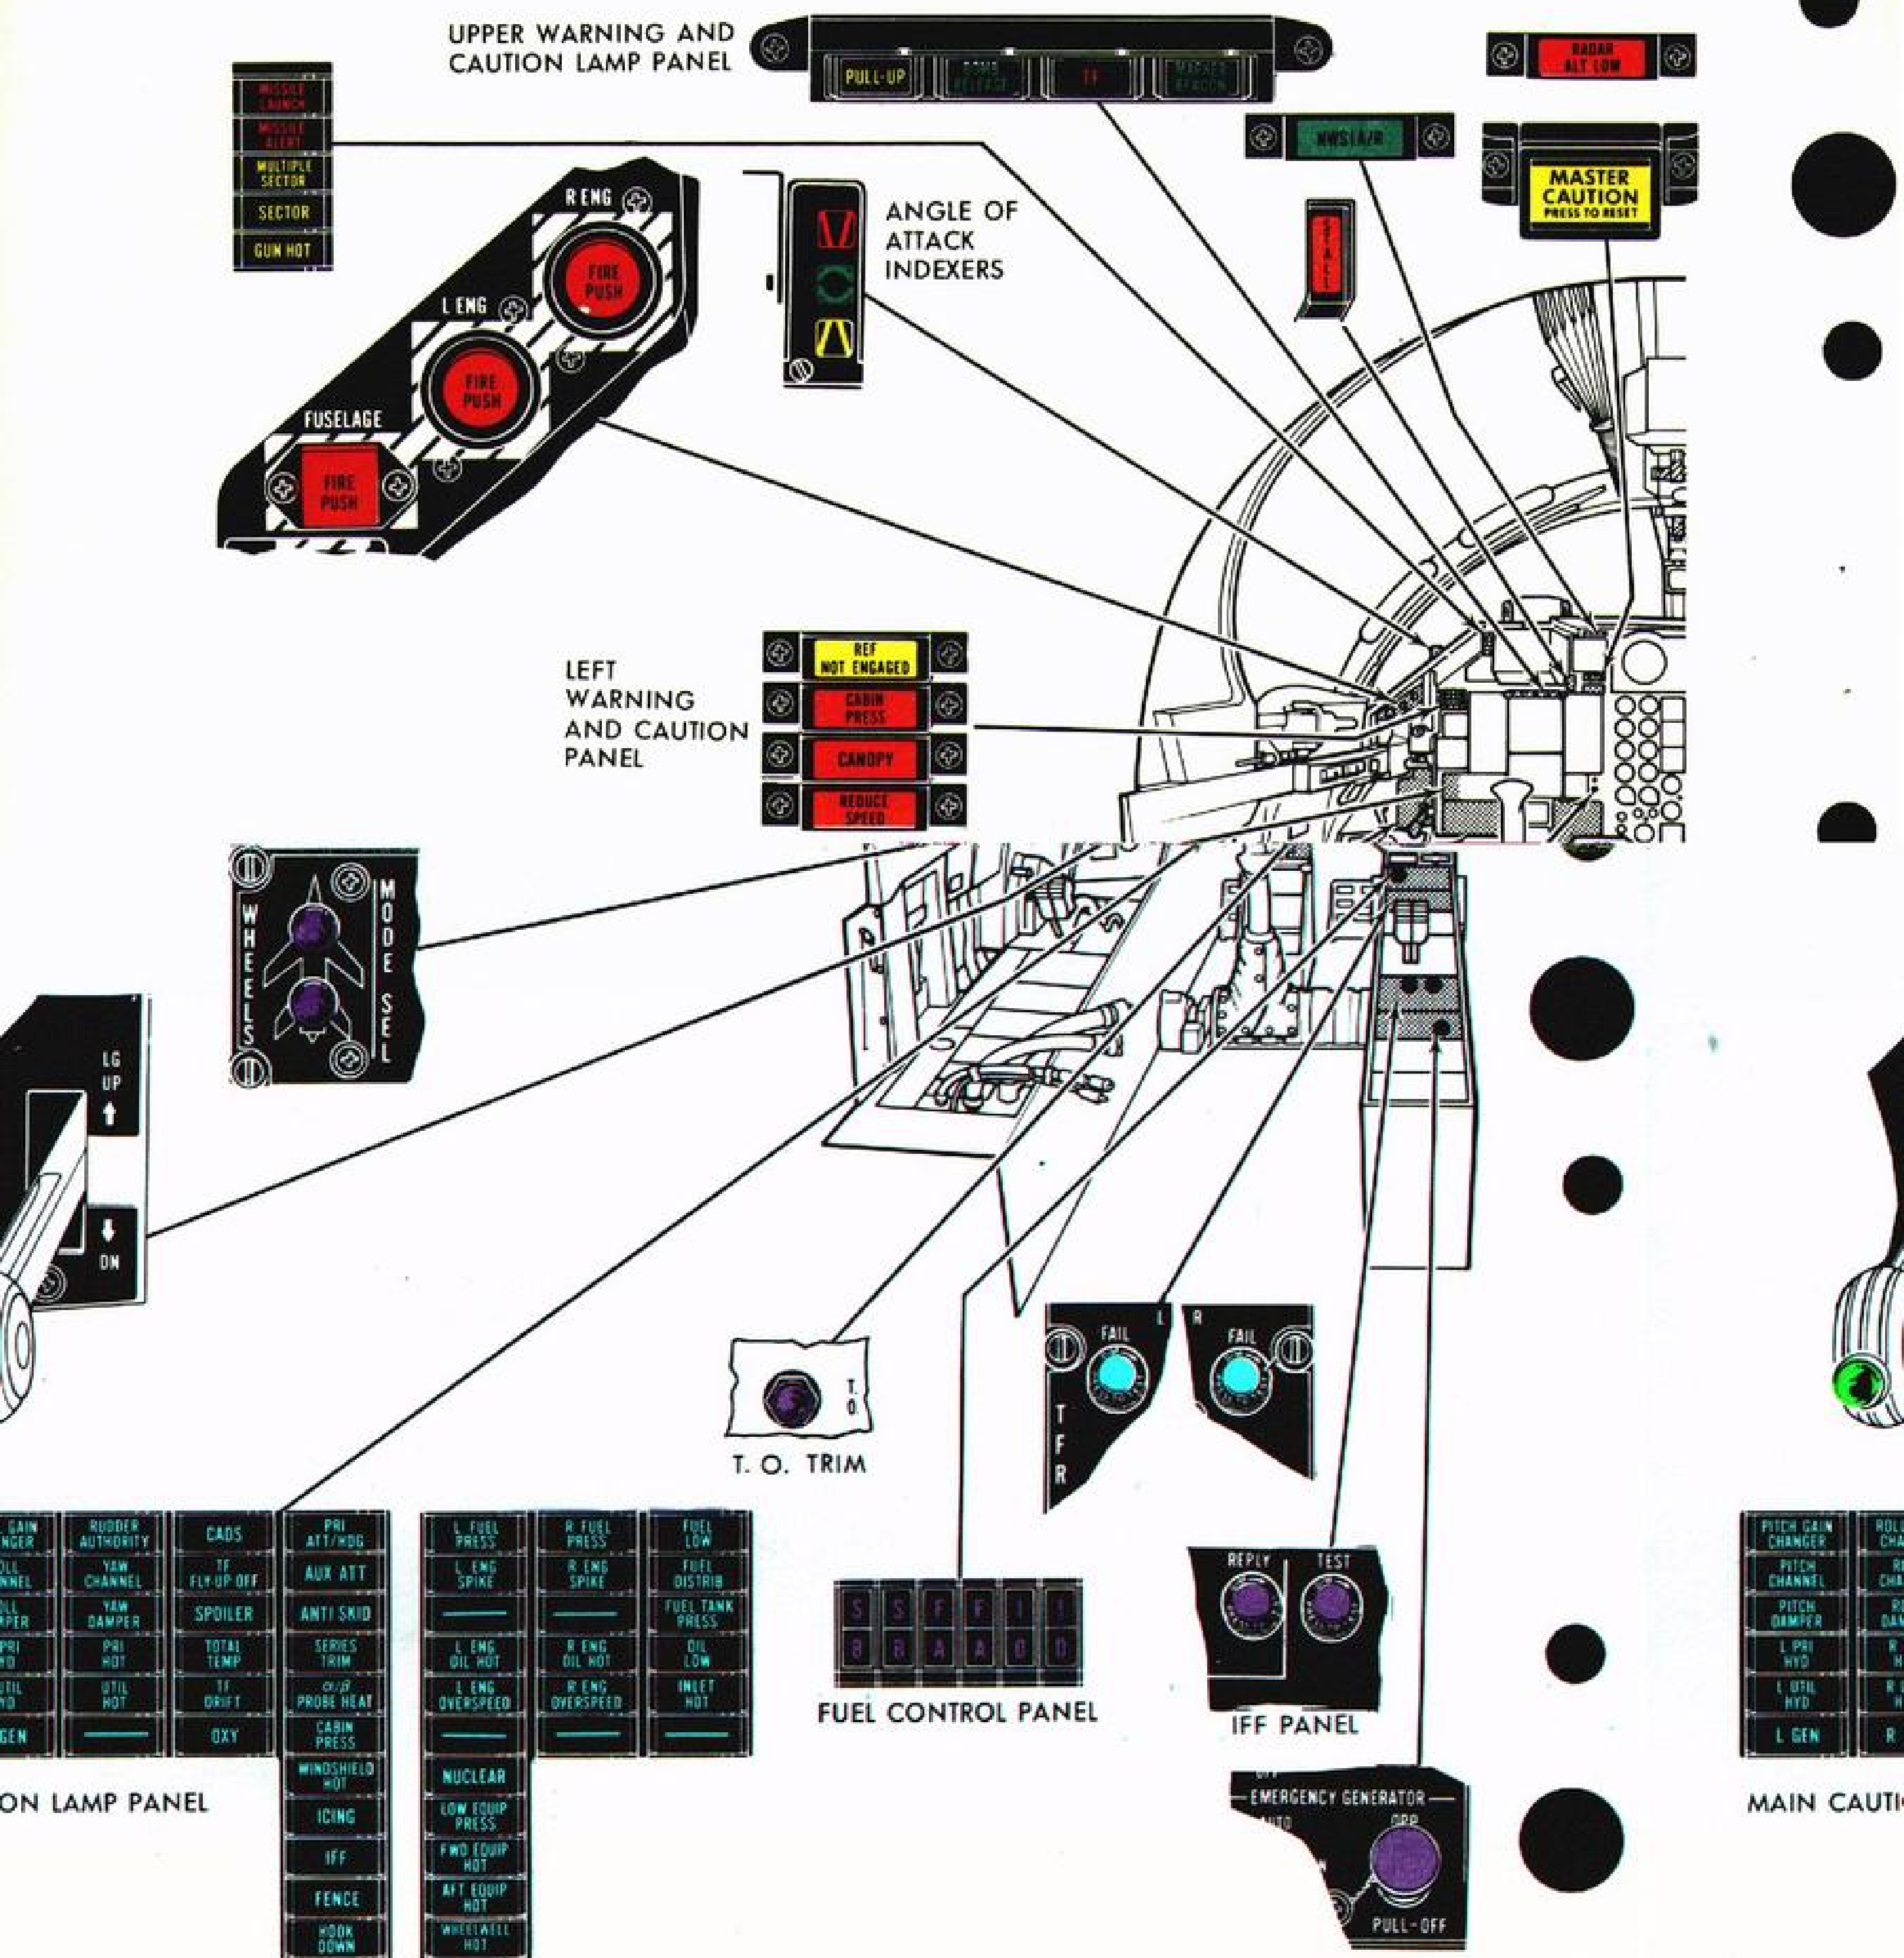 UPPER WARNING AND
CAUTION LAMP PANEL
PULL-UP
BOMB
RELEASE
TF
MARKER
BEACON
RADAR
ALT LOW
MISSILE
LAUNCH
MISSILE
ALERT
MULTIPLE
SECTOR
SECTOR
GUN HOT
NWS/A/R
MASTER
CAUTION
PRESS TO RESET
STALL
R ENG
FIRE
PUSH
L ENG
FIRE
PUSH
FUSELAGE
FIRE
PUSH
ANGLE OF
ATTACK
INDEXERS
LEFT
WARNING
AND CAUTION
PANEL
REF
NOT ENGAGED
CABIN
PRESS
CANOPY
REDUCE
SPEED
WHEELS
MODE SEL
LG
UP
DN
T.
O.
T. O. TRIM
L
FAIL
TFR
R
FAIL
GAIN
NGER
RUDDER
AUTHORITY
CADS
PRI
ATT/HDG
YAW
CHANNEL
TF
FLY-UP OFF
AUX ATT
YAW
DAMPER
SPOILER
ANTI SKID
PRI
HOT
TOTAL
TEMP
SERIES
TRIM
UTIL
HOT
TF
DRIFT
α/β
PROBE HEAT
GEN
OXY
CABIN
PRESS
WINDSHIELD
HOT
ICING
IFF
FENCE
HOOK
DOWN
L FUEL
PRESS
R FUEL
PRESS
FUEL
LOW
L ENG
SPIKE
R ENG
SPIKE
FUEL
DISTRIB
FUEL TANK
PRESS
L ENG
OIL HOT
R ENG
OIL HOT
OIL
LOW
L ENG
OVERSPEED
R ENG
OVERSPEED
INLET
HOT
NUCLEAR
LOW EQUIP
PRESS
FWD EQUIP
HOT
AFT EQUIP
HOT
WHEELWELL
HOT
ON LAMP PANEL
S S F F I I
B B A A D D
FUEL CONTROL PANEL
REPLY TEST
IFF PANEL
EMERGENCY GENERATOR
PULL-OFF
PITCH GAIN
CHANGER
PITCH
CHANNEL
PITCH
DAMPER
L PRI
HYD
L UTIL
HYD
L GEN
MAIN CAUTI